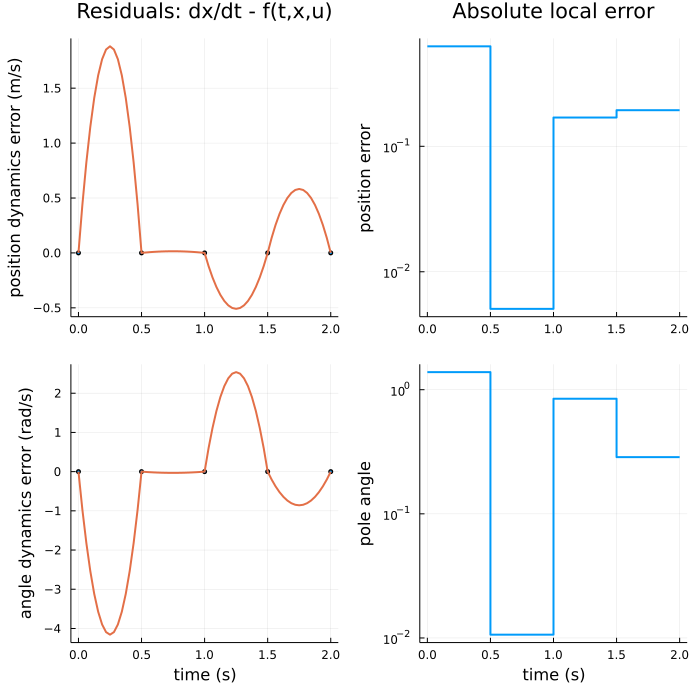 Residuals: dx/dt - f(t,x,u)
position dynamics error (m/s)
1.5
1.0
0.5
0.0
−0.5
0.0 0.5 1.0 1.5 2.0
Absolute local error
position error
10⁻¹
10⁻²
0.0 0.5 1.0 1.5 2.0
angle dynamics error (rad/s)
2
1
0
−1
−2
−3
−4
0.0 0.5 1.0 1.5 2.0
time (s)
pole angle
10⁰
10⁻¹
10⁻²
0.0 0.5 1.0 1.5 2.0
time (s)